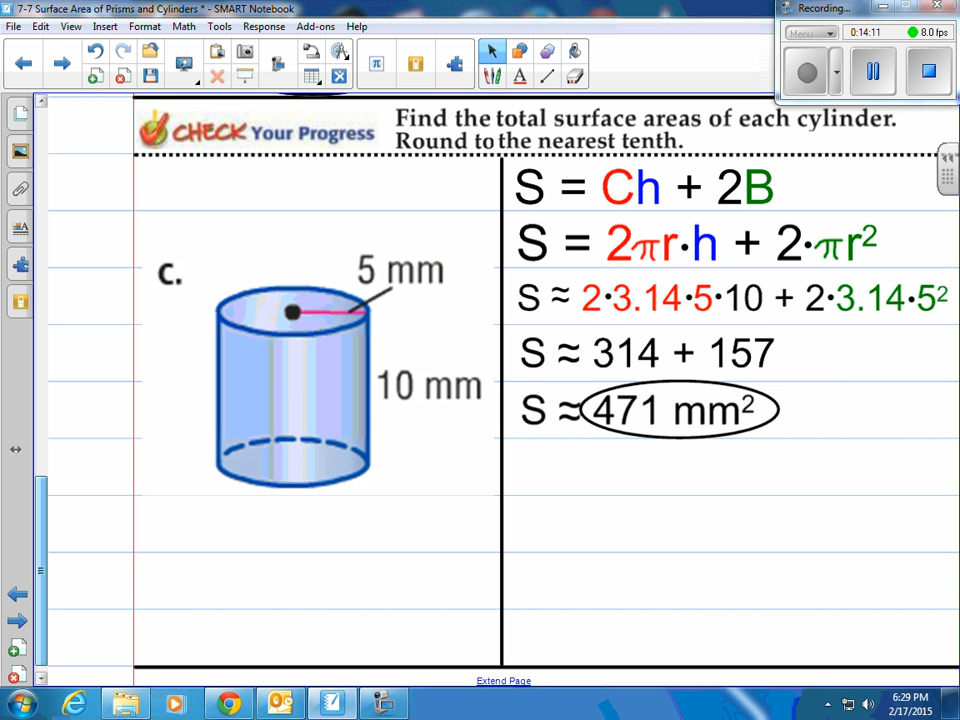 7-7 Surface Area of Prisms and Cylinders * - SMART Notebook
Recording...
File Edit View Insert Format Math Tools Response Add-ons Help
Menu 0:14:11 8.0 fps
CHECK Your Progress
Find the total surface areas of each cylinder.
Round to the nearest tenth.
c.
5 mm
10 mm
S = Ch + 2B
S = 2πr·h + 2·πr²
S ≈ 2·3.14·5·10 + 2·3.14·5²
S ≈ 314 + 157
S ≈ 471 mm²
Extend Page
6:29 PM
2/17/2015